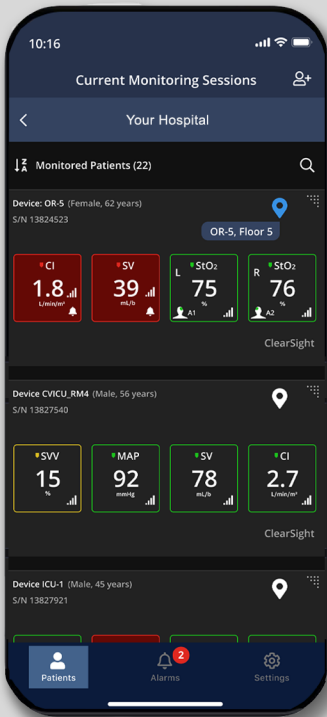 10:16
Current Monitoring Sessions
Your Hospital
Monitored Patients (22)
Device: OR-5 (Female, 62 years)
S/N 13824523
OR-5, Floor 5
CI
1.8
L/min/m²
SV
39
mL/b
L StO₂
75
%
A1
R StO₂
76
%
A2
ClearSight
Device CVICU_RM4 (Male, 56 years)
S/N 13827540
SVV
15
%
MAP
92
mmHg
SV
78
mL/b
CI
2.7
L/min/m²
ClearSight
Device ICU-1 (Male, 45 years)
S/N 13827921
2
Patients
Alarms
Settings